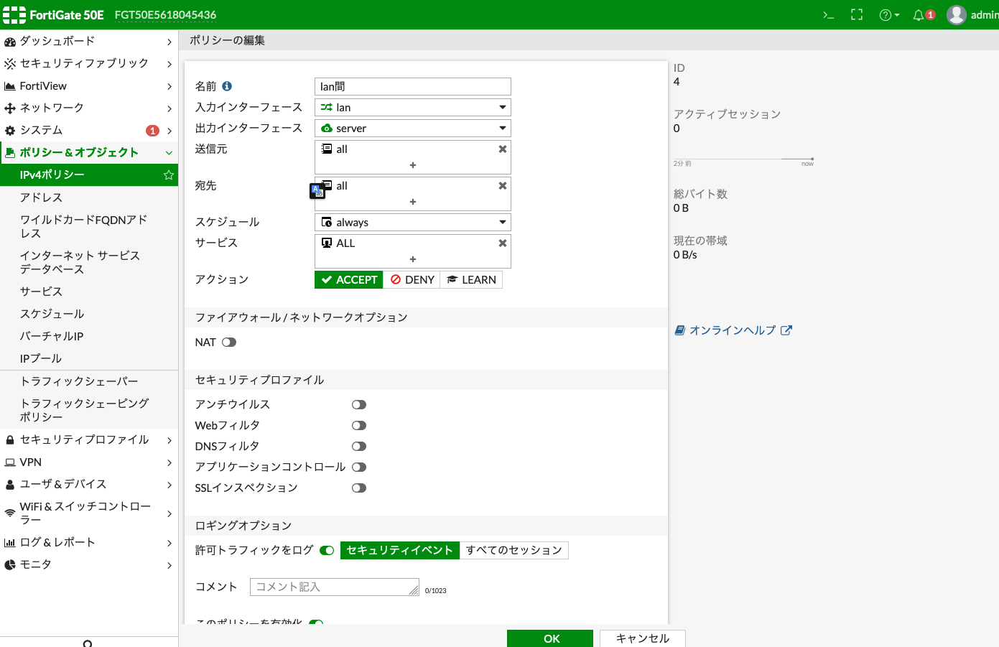 FortiGate 50E FGT50E5618045436 1 admin
ダッシュボード
セキュリティファブリック
FortiView
ネットワーク
システム 1
ポリシー & オブジェクト
IPv4ポリシー
アドレス
ワイルドカードFQDNアド
レス
インターネット サービス
データベース
サービス
スケジュール
バーチャルIP
IPプール
トラフィックシェーパー
トラフィックシェーピング
ポリシー
セキュリティプロファイル
VPN
ユーザ & デバイス
WiFi & スイッチコントロー
ラー
ログ & レポート
モニタ
ポリシーの編集
名前 lan間
入力インターフェース lan
出力インターフェース server
送信元 all
+
宛先 all
+
スケジュール always
サービス ALL
+
アクション ACCEPT DENY LEARN
ファイアウォール / ネットワークオプション
NAT
セキュリティプロファイル
アンチウイルス
Webフィルタ
DNSフィルタ
アプリケーションコントロール
SSLインスペクション
ロギングオプション
許可トラフィックをログ セキュリティイベント すべてのセッション
コメント コメント記入 0/1023
このポリシーを有効化
OK キャンセル
ID
4
アクティブセッション
0
2分 前 now
総バイト数
0 B
現在の帯域
0 B/s
オンラインヘルプ